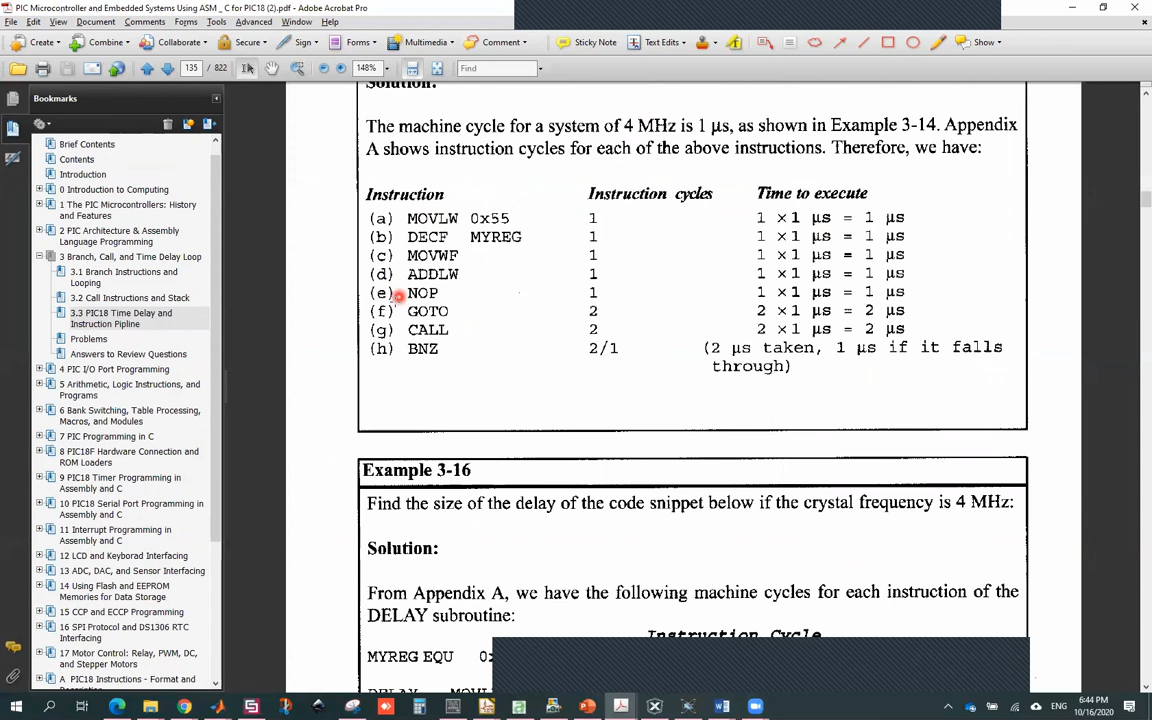 PIC Microcontroller and Embedded Systems Using ASM _ C for PIC18 (2).pdf - Adobe Acrobat Pro
File Edit View Document Comments Forms Tools Advanced Window Help
Create Combine Collaborate Secure Sign Forms Multimedia Comment Sticky Note Text Edits Show
135 / 822 148% Find
Bookmarks
Brief Contents
Contents
Introduction
0 Introduction to Computing
1 The PIC Microcontrollers: History
and Features
2 PIC Architecture & Assembly
Language Programming
3 Branch, Call, and Time Delay Loop
3.1 Branch Instructions and
Looping
3.2 Call Instructions and Stack
3.3 PIC18 Time Delay and
Instruction Pipline
Problems
Answers to Review Questions
4 PIC I/O Port Programming
5 Arithmetic, Logic Instructions, and
Programs
6 Bank Switching, Table Processing,
Macros, and Modules
7 PIC Programming in C
8 PIC18F Hardware Connection and
ROM Loaders
9 PIC18 Timer Programming in
Assembly and C
10 PIC18 Serial Port Programming in
Assembly and C
11 Interrupt Programming in
Assembly and C
12 LCD and Keyborad Interfacing
13 ADC, DAC, and Sensor Interfacing
14 Using Flash and EEPROM
Memories for Data Storage
15 CCP and ECCP Programming
16 SPI Protocol and DS1306 RTC
Interfacing
17 Motor Control: Relay, PWM, DC,
and Stepper Motors
A PIC18 Instructions - Format and
Description
Solution:
The machine cycle for a system of 4 MHz is 1 µs, as shown in Example 3-14. Appendix
A shows instruction cycles for each of the above instructions. Therefore, we have:
Instruction Instruction cycles Time to execute
(a) MOVLW 0x55 1 1 ×1 µs = 1 µs
(b) DECF MYREG 1 1 ×1 µs = 1 µs
(c) MOVWF 1 1 ×1 µs = 1 µs
(d) ADDLW 1 1 ×1 µs = 1 µs
(e) NOP 1 1 ×1 µs = 1 µs
(f) GOTO 2 2 ×1 µs = 2 µs
(g) CALL 2 2 ×1 µs = 2 µs
(h) BNZ 2/1 (2 µs taken, 1 µs if it falls
through)
Example 3-16
Find the size of the delay of the code snippet below if the crystal frequency is 4 MHz:
Solution:
From Appendix A, we have the following machine cycles for each instruction of the
DELAY subroutine:
Instruction Cycle
MYREG EQU
DELAY
ENG
6:44 PM
10/16/2020